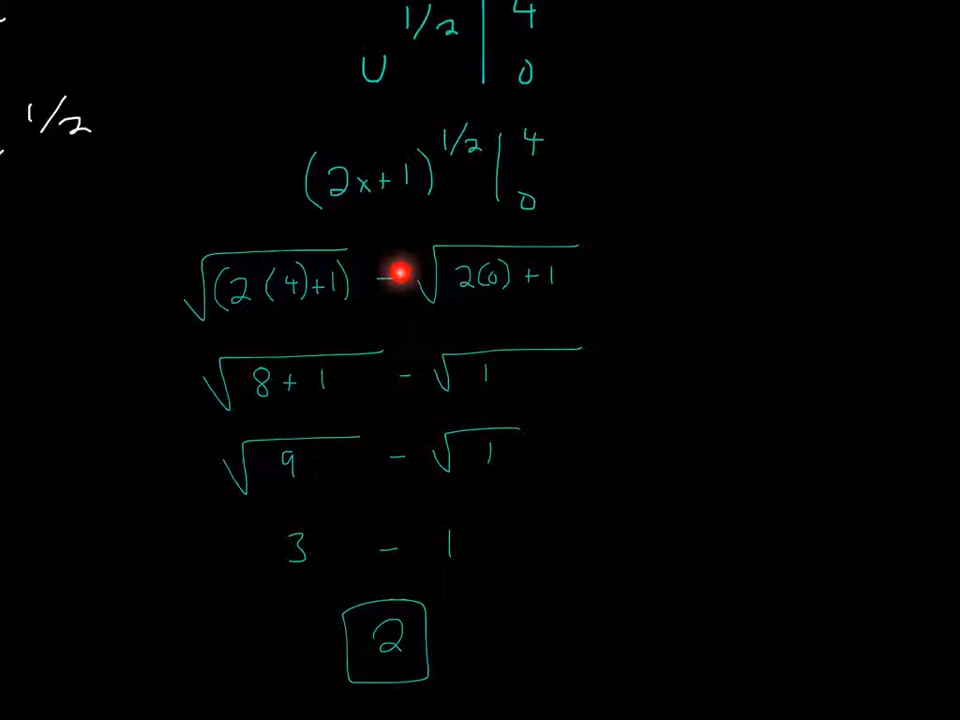 U^{1/2} | 4 0
1/2
(2x+1)^{1/2} | 4 0
√(2(4)+1) - √2(0)+1
√8+1 - √1
√9 - √1
3 - 1
2